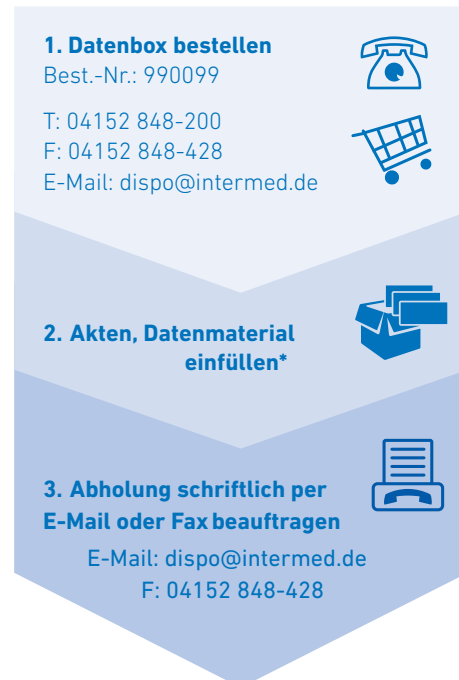 1. Datenbox bestellen
Best.-Nr.: 990099
T: 04152 848-200
F: 04152 848-428
E-Mail: dispo@intermed.de
2. Akten, Datenmaterial
einfüllen*
3. Abholung schriftlich per
E-Mail oder Fax beauftragen
E-Mail: dispo@intermed.de
F: 04152 848-428